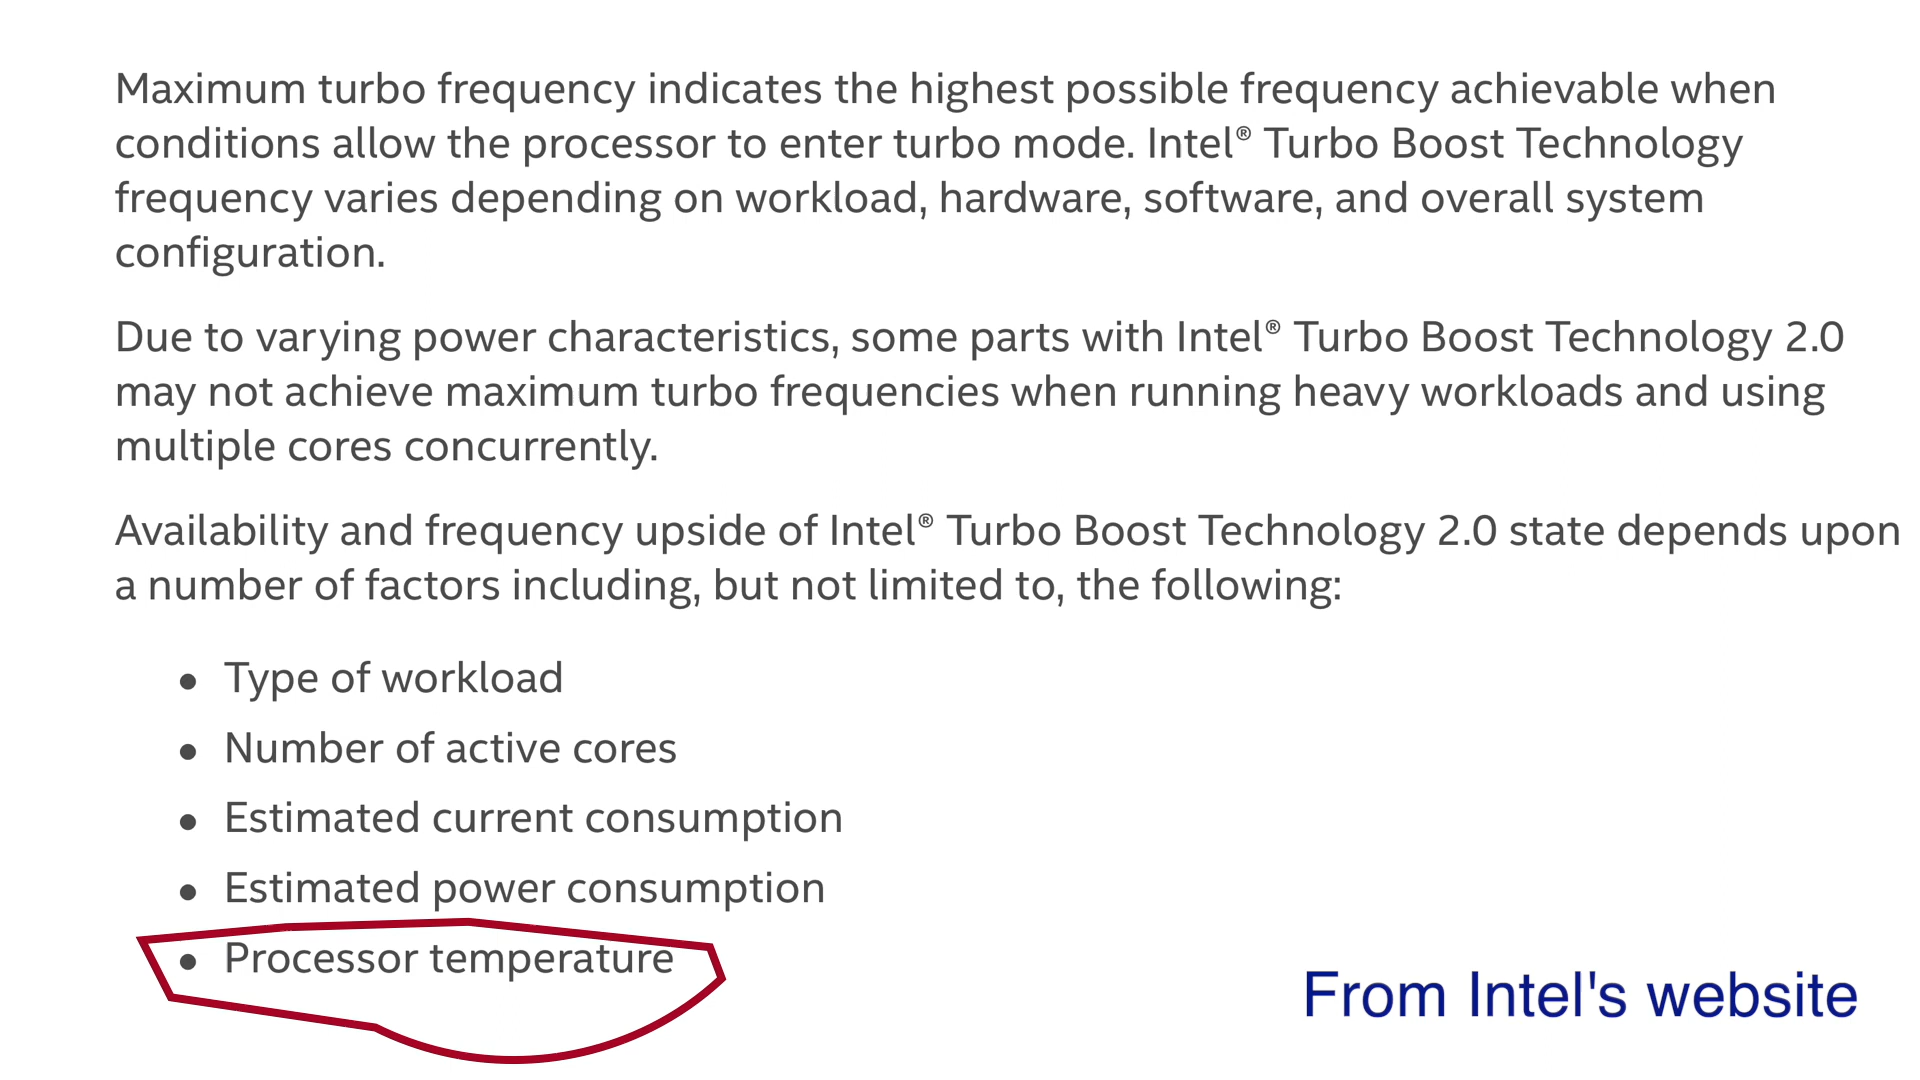 Maximum turbo frequency indicates the highest possible frequency achievable when
conditions allow the processor to enter turbo mode. Intel® Turbo Boost Technology
frequency varies depending on workload, hardware, software, and overall system
configuration.
Due to varying power characteristics, some parts with Intel® Turbo Boost Technology 2.0
may not achieve maximum turbo frequencies when running heavy workloads and using
multiple cores concurrently.
Availability and frequency upside of Intel® Turbo Boost Technology 2.0 state depends upon
a number of factors including, but not limited to, the following:
● Type of workload
● Number of active cores
● Estimated current consumption
● Estimated power consumption
● Processor temperature
From Intel's website